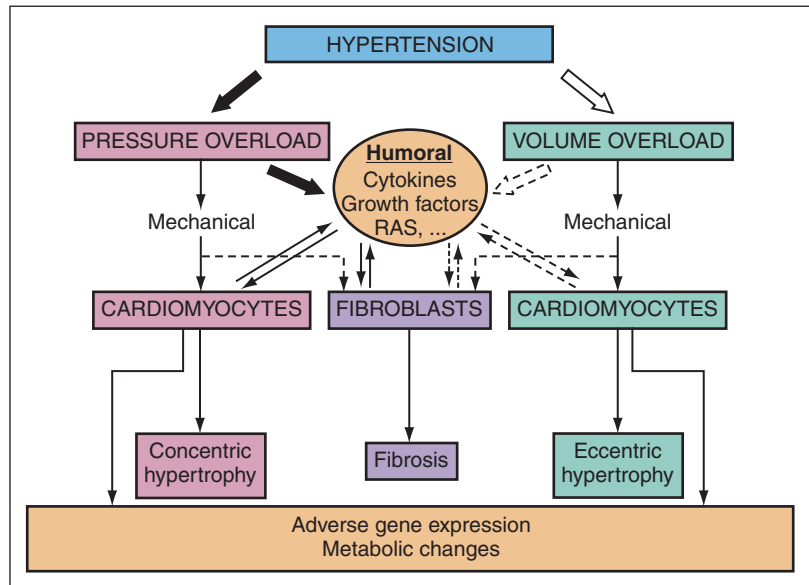 HYPERTENSION
PRESSURE OVERLOAD
VOLUME OVERLOAD
Humoral
Cytokines
Growth factors
RAS, ...
Mechanical
Mechanical
CARDIOMYOCYTES
FIBROBLASTS
CARDIOMYOCYTES
Concentric
hypertrophy
Fibrosis
Eccentric
hypertrophy
Adverse gene expression
Metabolic changes